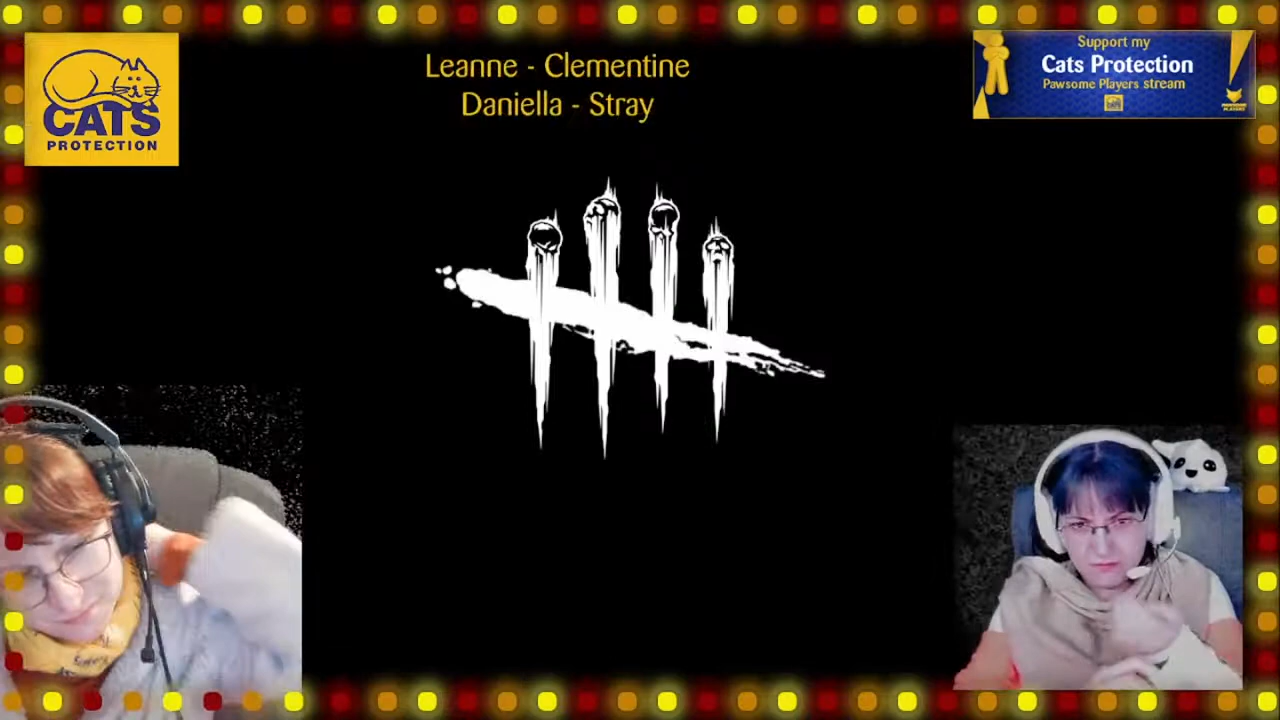 CATS
PROTECTION
Leanne - Clementine
Daniella - Stray
Support my
Cats Protection
Pawsome Players stream